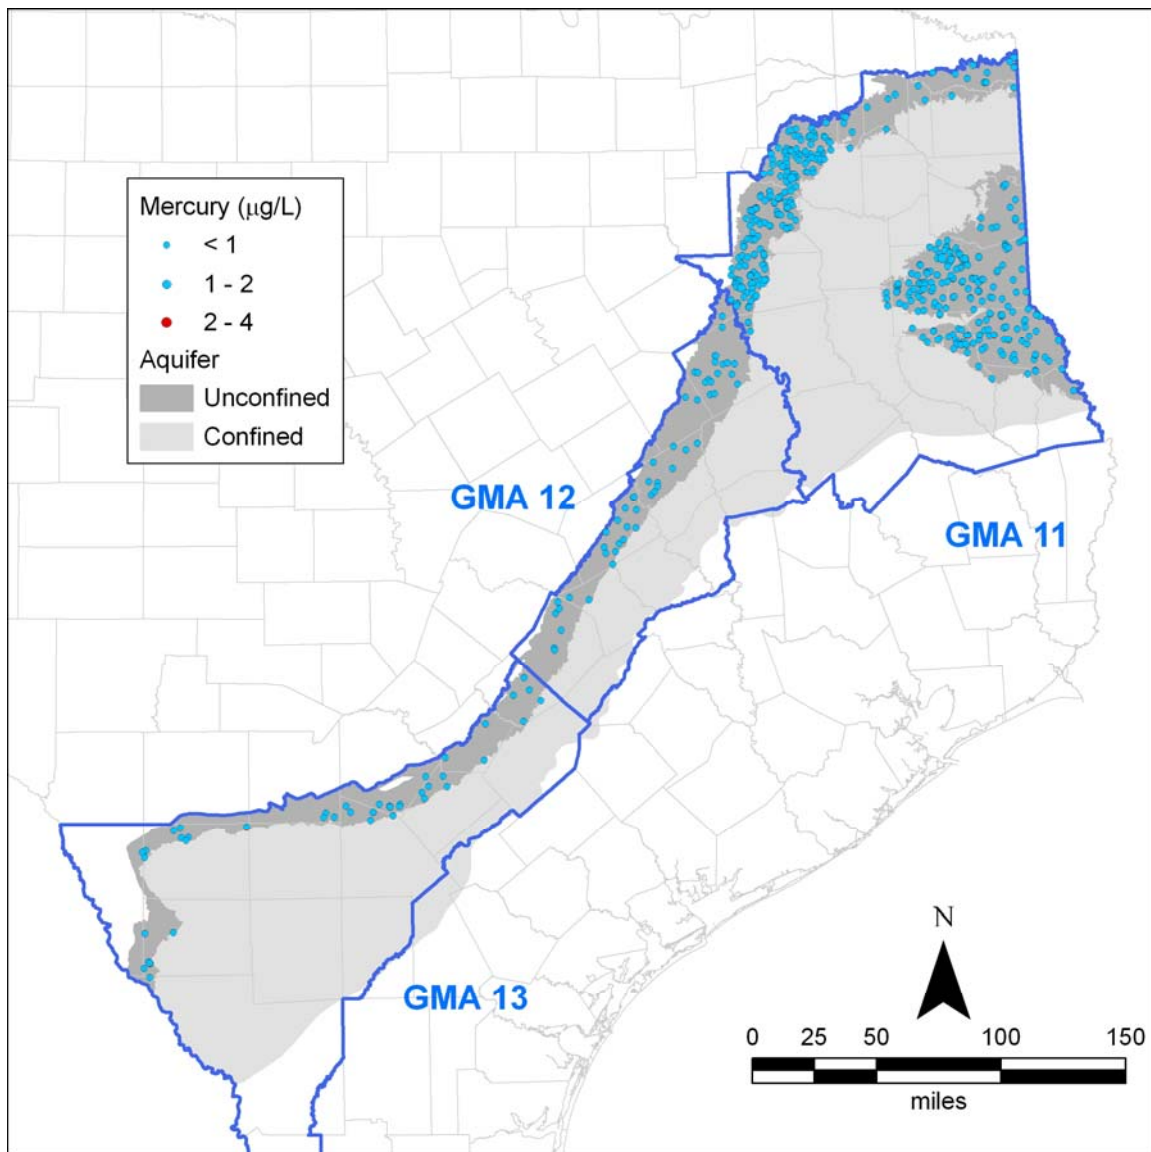 Mercury (μg/L)
< 1
1 - 2
2 - 4
Aquifer
Unconfined
Confined
GMA 12
GMA 11
GMA 13
N
0 25 50 100 150
miles